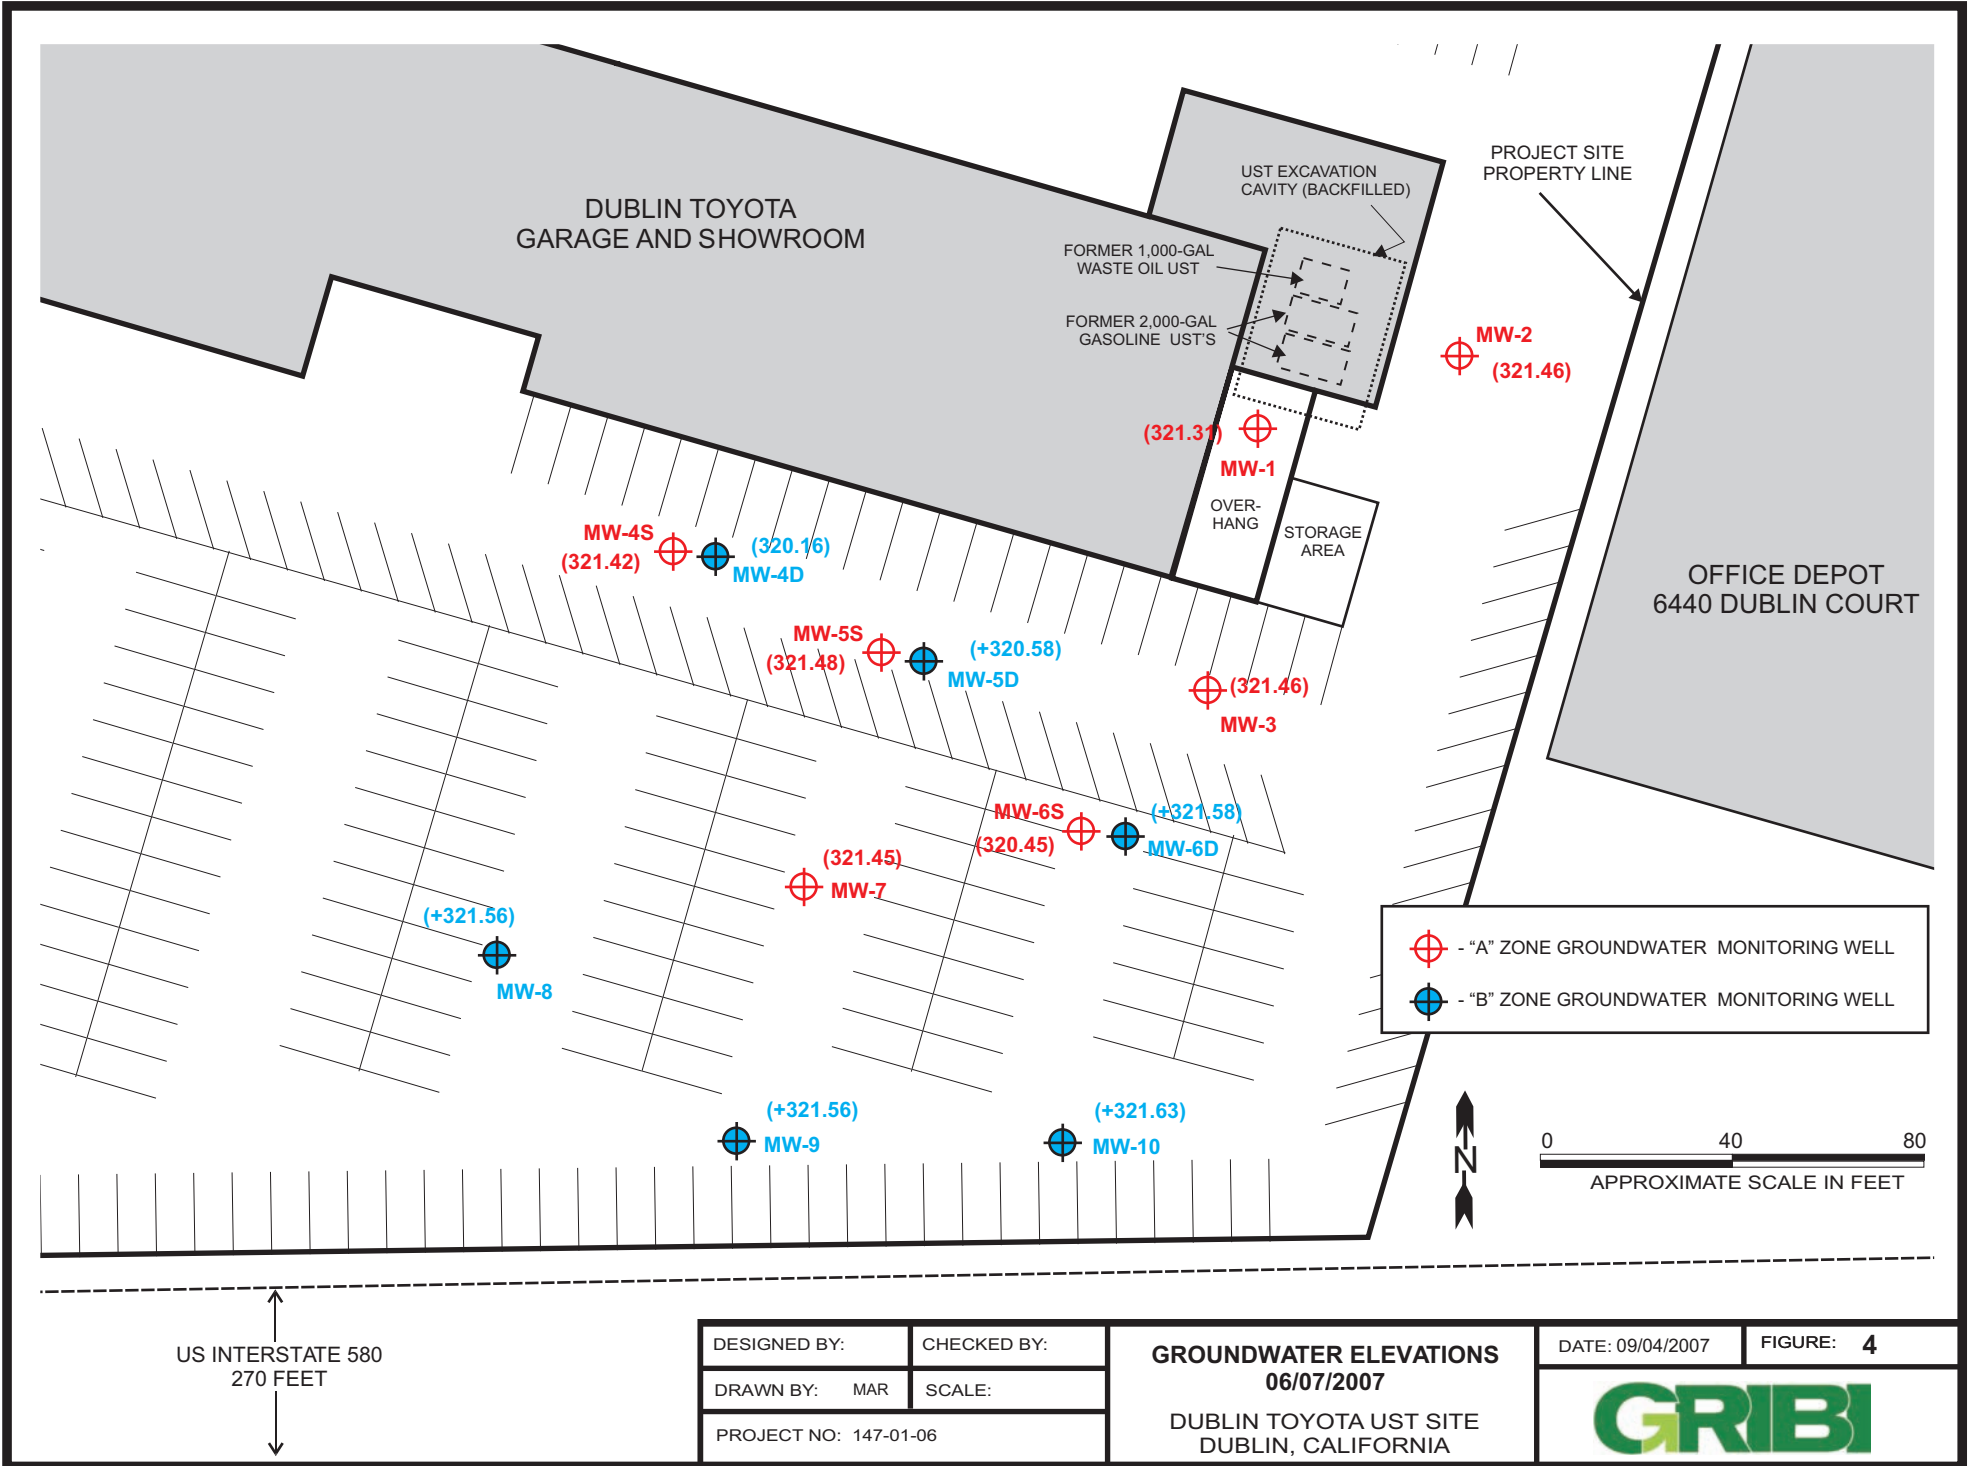 DUBLIN TOYOTA
GARAGE AND SHOWROOM
UST EXCAVATION
CAVITY (BACKFILLED)
PROJECT SITE
PROPERTY LINE
FORMER 1,000-GAL
WASTE OIL UST
FORMER 2,000-GAL
GASOLINE UST'S
MW-2
(321.46)
(321.31)
MW-1
OVER-
HANG
STORAGE
AREA
MW-4S
(321.42)
(320.16)
MW-4D
OFFICE DEPOT
6440 DUBLIN COURT
MW-5S
(321.48)
(+320.58)
MW-5D
(321.46)
MW-3
MW-6S
(320.45)
(+321.58)
MW-6D
(321.45)
MW-7
(+321.56)
MW-8
- "A" ZONE GROUNDWATER MONITORING WELL
- "B" ZONE GROUNDWATER MONITORING WELL
(+321.56)
MW-9
(+321.63)
MW-10
N
0 40 80
APPROXIMATE SCALE IN FEET
US INTERSTATE 580
270 FEET
DESIGNED BY:
CHECKED BY:
DRAWN BY: MAR
SCALE:
PROJECT NO: 147-01-06
GROUNDWATER ELEVATIONS
06/07/2007
DUBLIN TOYOTA UST SITE
DUBLIN, CALIFORNIA
DATE: 09/04/2007
FIGURE: 4
GRIBI